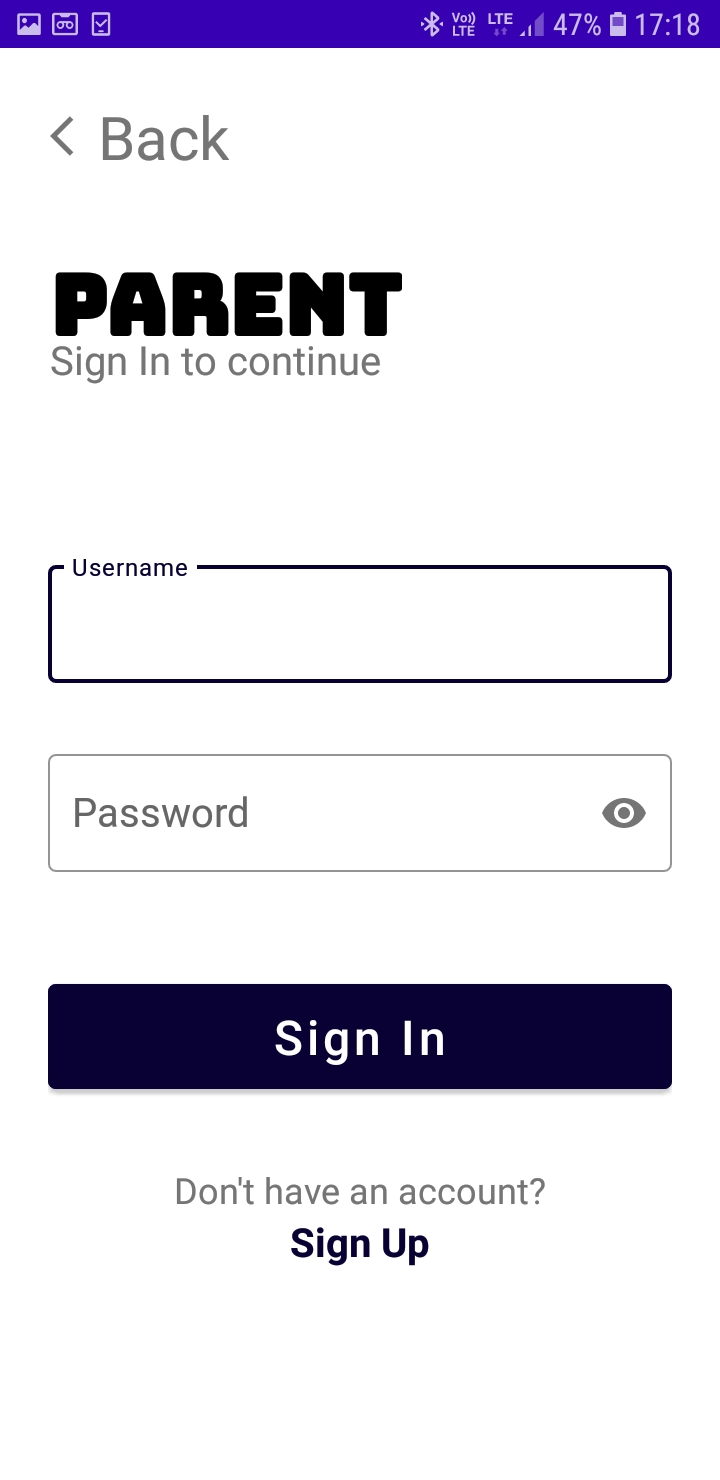 Vo)) LTE LTE 47% 17:18
Back
PARENT
Sign In to continue
Username
Password
Sign In
Don't have an account?
Sign Up